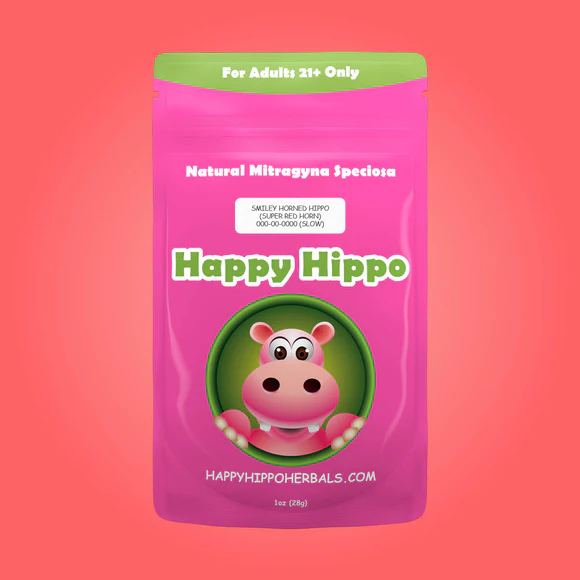 For Adults 21+ Only
Natural Mitragyna Speciosa
SMILEY HORNED HIPPO
(SUPER RED HORN)
000-00-0000 (SLOW)
Happy Hippo
HAPPYHIPPOHERBALS.COM
1oz (28g)